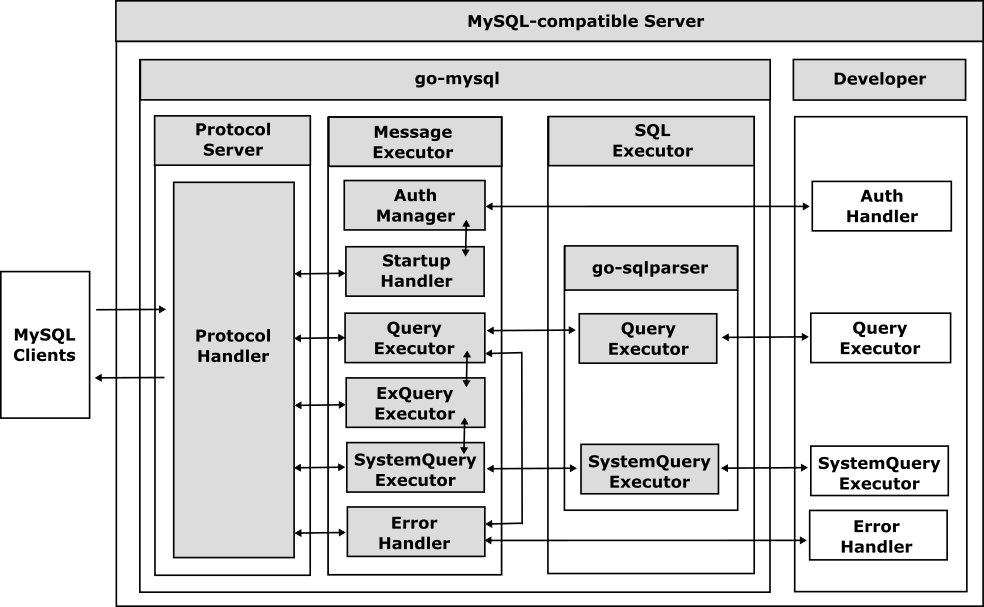 MySQL-compatible Server
go-mysql
Developer
Protocol
Server
Message
Executor
SQL
Executor
Auth
Manager
Auth
Handler
Startup
Handler
go-sqlparser
MySQL
Clients
Protocol
Handler
Query
Executor
Query
Executor
Query
Executor
ExQuery
Executor
SystemQuery
Executor
SystemQuery
Executor
SystemQuery
Executor
Error
Handler
Error
Handler